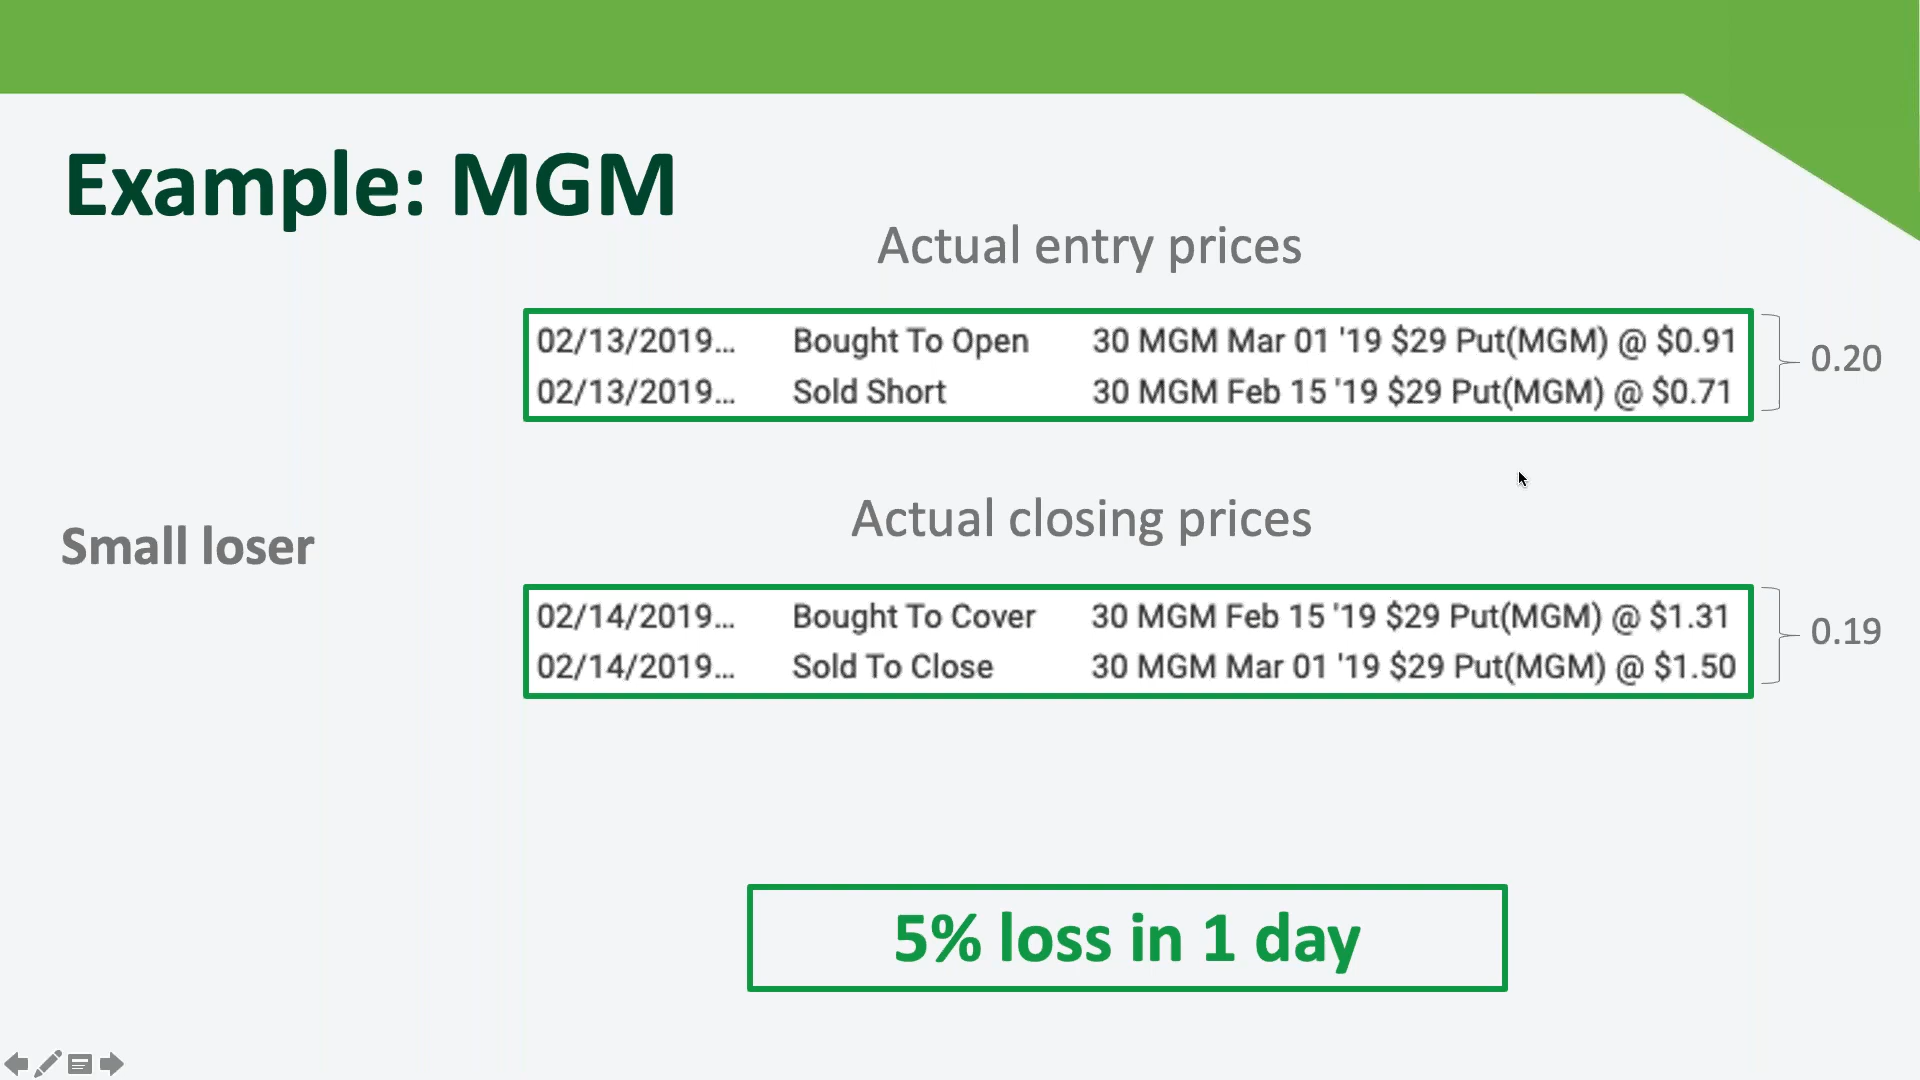 Example: MGM
Actual entry prices
02/13/2019... Bought To Open 30 MGM Mar 01 '19 $29 Put(MGM) @ $0.91
02/13/2019... Sold Short 30 MGM Feb 15 '19 $29 Put(MGM) @ $0.71
0.20
Actual closing prices
Small loser
02/14/2019... Bought To Cover 30 MGM Feb 15 '19 $29 Put(MGM) @ $1.31
02/14/2019... Sold To Close 30 MGM Mar 01 '19 $29 Put(MGM) @ $1.50
0.19
5% loss in 1 day